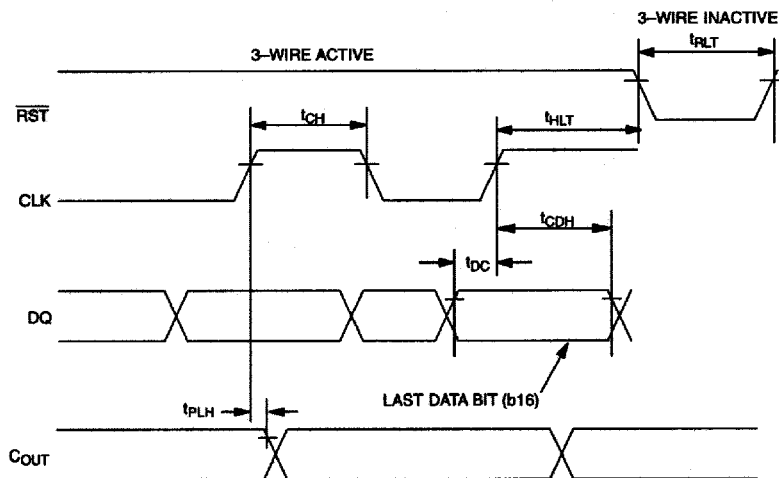 3–WIRE INACTIVE
tRLT
3–WIRE ACTIVE
RST
tCH
tHLT
CLK
tCDH
tDC
DQ
LAST DATA BIT (b16)
tPLH
COUT